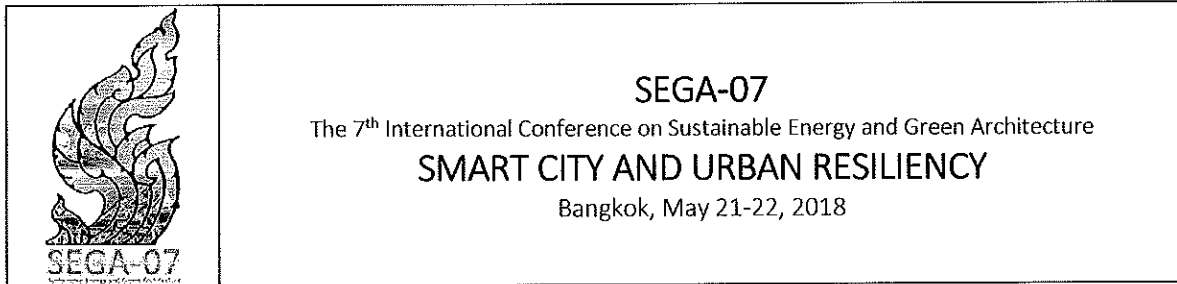 SEGA-07
SEGA-07
The 7th International Conference on Sustainable Energy and Green Architecture
SMART CITY AND URBAN RESILIENCY
Bangkok, May 21-22, 2018